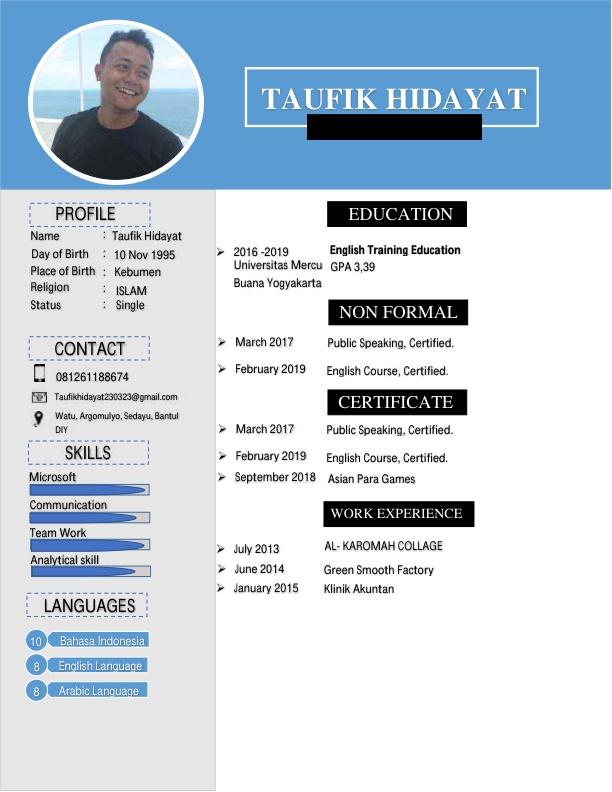 TAUFIK HIDAYAT
PROFILE
Name : Taufik Hidayat
Day of Birth : 10 Nov 1995
Place of Birth : Kebumen
Religion : ISLAM
Status : Single
CONTACT
081261188674
Taufikhidayat230323@gmail.com
Watu, Argomulyo, Sedayu, Bantul
DIY
SKILLS
Microsoft
Communication
Team Work
Analytical skill
LANGUAGES
10 Bahasa Indonesia
8 English Language
8 Arabic Language
EDUCATION
2016 -2019 English Training Education
Universitas Mercu GPA 3,39
Buana Yogyakarta
NON FORMAL
March 2017 Public Speaking, Certified.
February 2019 English Course, Certified.
CERTIFICATE
March 2017 Public Speaking, Certified.
February 2019 English Course, Certified.
September 2018 Asian Para Games
WORK EXPERIENCE
July 2013 AL- KAROMAH COLLAGE
June 2014 Green Smooth Factory
January 2015 Klinik Akuntan